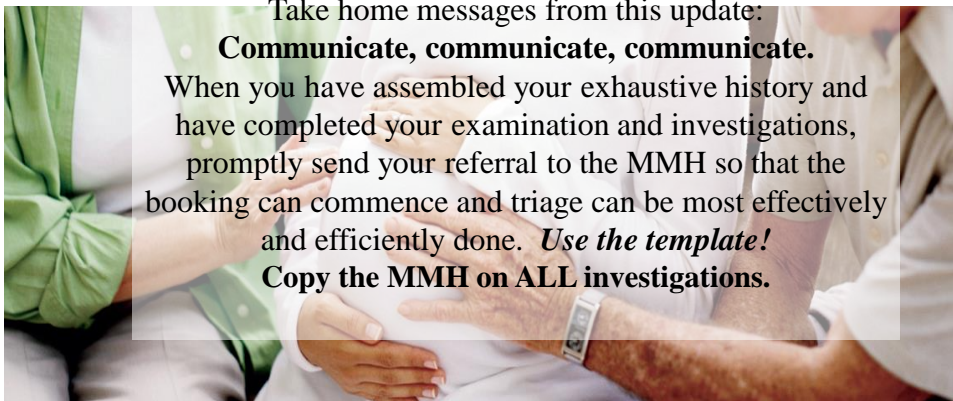 Take home messages from this update:
Communicate, communicate, communicate.
When you have assembled your exhaustive history and
have completed your examination and investigations,
promptly send your referral to the MMH so that the
booking can commence and triage can be most effectively
and efficiently done. Use the template!
Copy the MMH on ALL investigations.